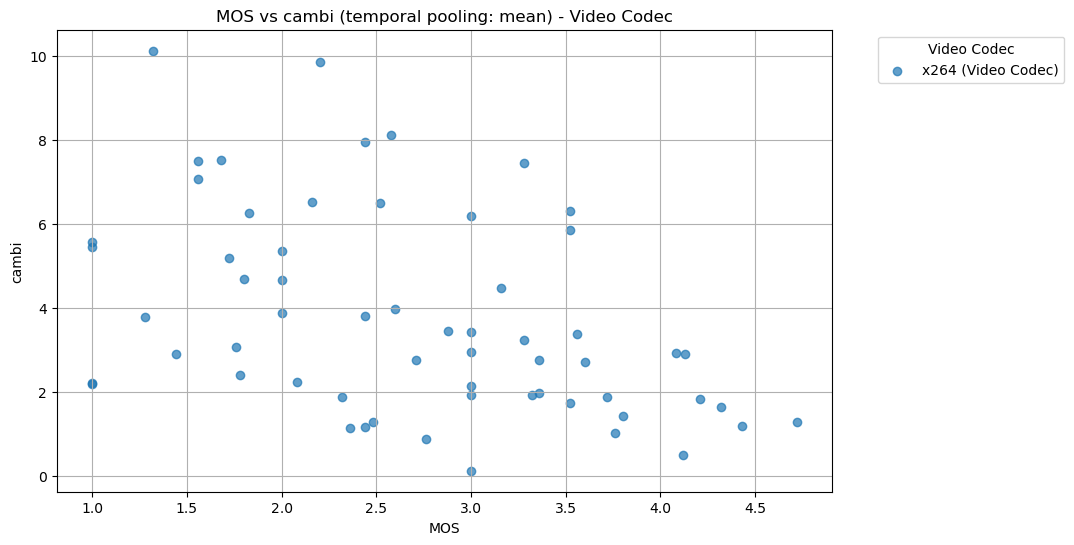 MOS vs cambi (temporal pooling: mean) - Video Codec
Video Codec
x264 (Video Codec)
10
8
6
4
2
0
cambi
1.0 1.5 2.0 2.5 3.0 3.5 4.0 4.5
MOS